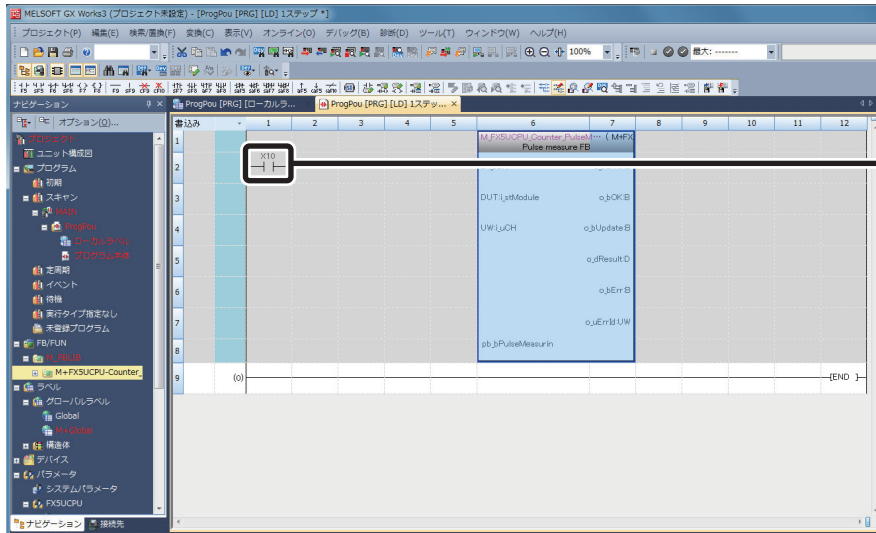 MELSOFT GX Works3 (プロジェクト未設定) - [ProgPou [PRG] [LD] 1ステップ *]
プロジェクト(P) 編集(E) 検索/置換(F) 変換(C) 表示(V) オンライン(O) デバッグ(B) 診断(D) ツール(T) ウィンドウ(W) ヘルプ(H)
100%
最大: -------
ナビゲーション
オプション(O)...
プロジェクト
ユニット構成図
プログラム
初期
スキャン
MAIN
ProgPou
ローカルラベル
プログラム本体
定周期
イベント
待機
実行タイプ指定なし
未登録プログラム
FB/FUN
M_FBLIB
M+FX5UCPU-Counter_
ラベル
グローバルラベル
Global
M+Global
構造体
デバイス
パラメータ
システムパラメータ
FX5UCPU
ナビゲーション 接続先
ProgPou [PRG] [ローカルラ...
ProgPou [PRG] [LD] 1ステッ... ×
書込み 1 2 3 4 5 6 7 8 9 10 11 12
1 M_FX5UCPU_Counter_PulseM… ( M+FX
Pulse measure FB
2 X10
3 DUT:i_stModule o_bOK:B
4 UW:i_uCH o_bUpdate:B
5 o_dResult:D
6 o_bErr:B
7 o_uErrId:UW
8 pb_bPulseMeasurin
9 (0) [END ]